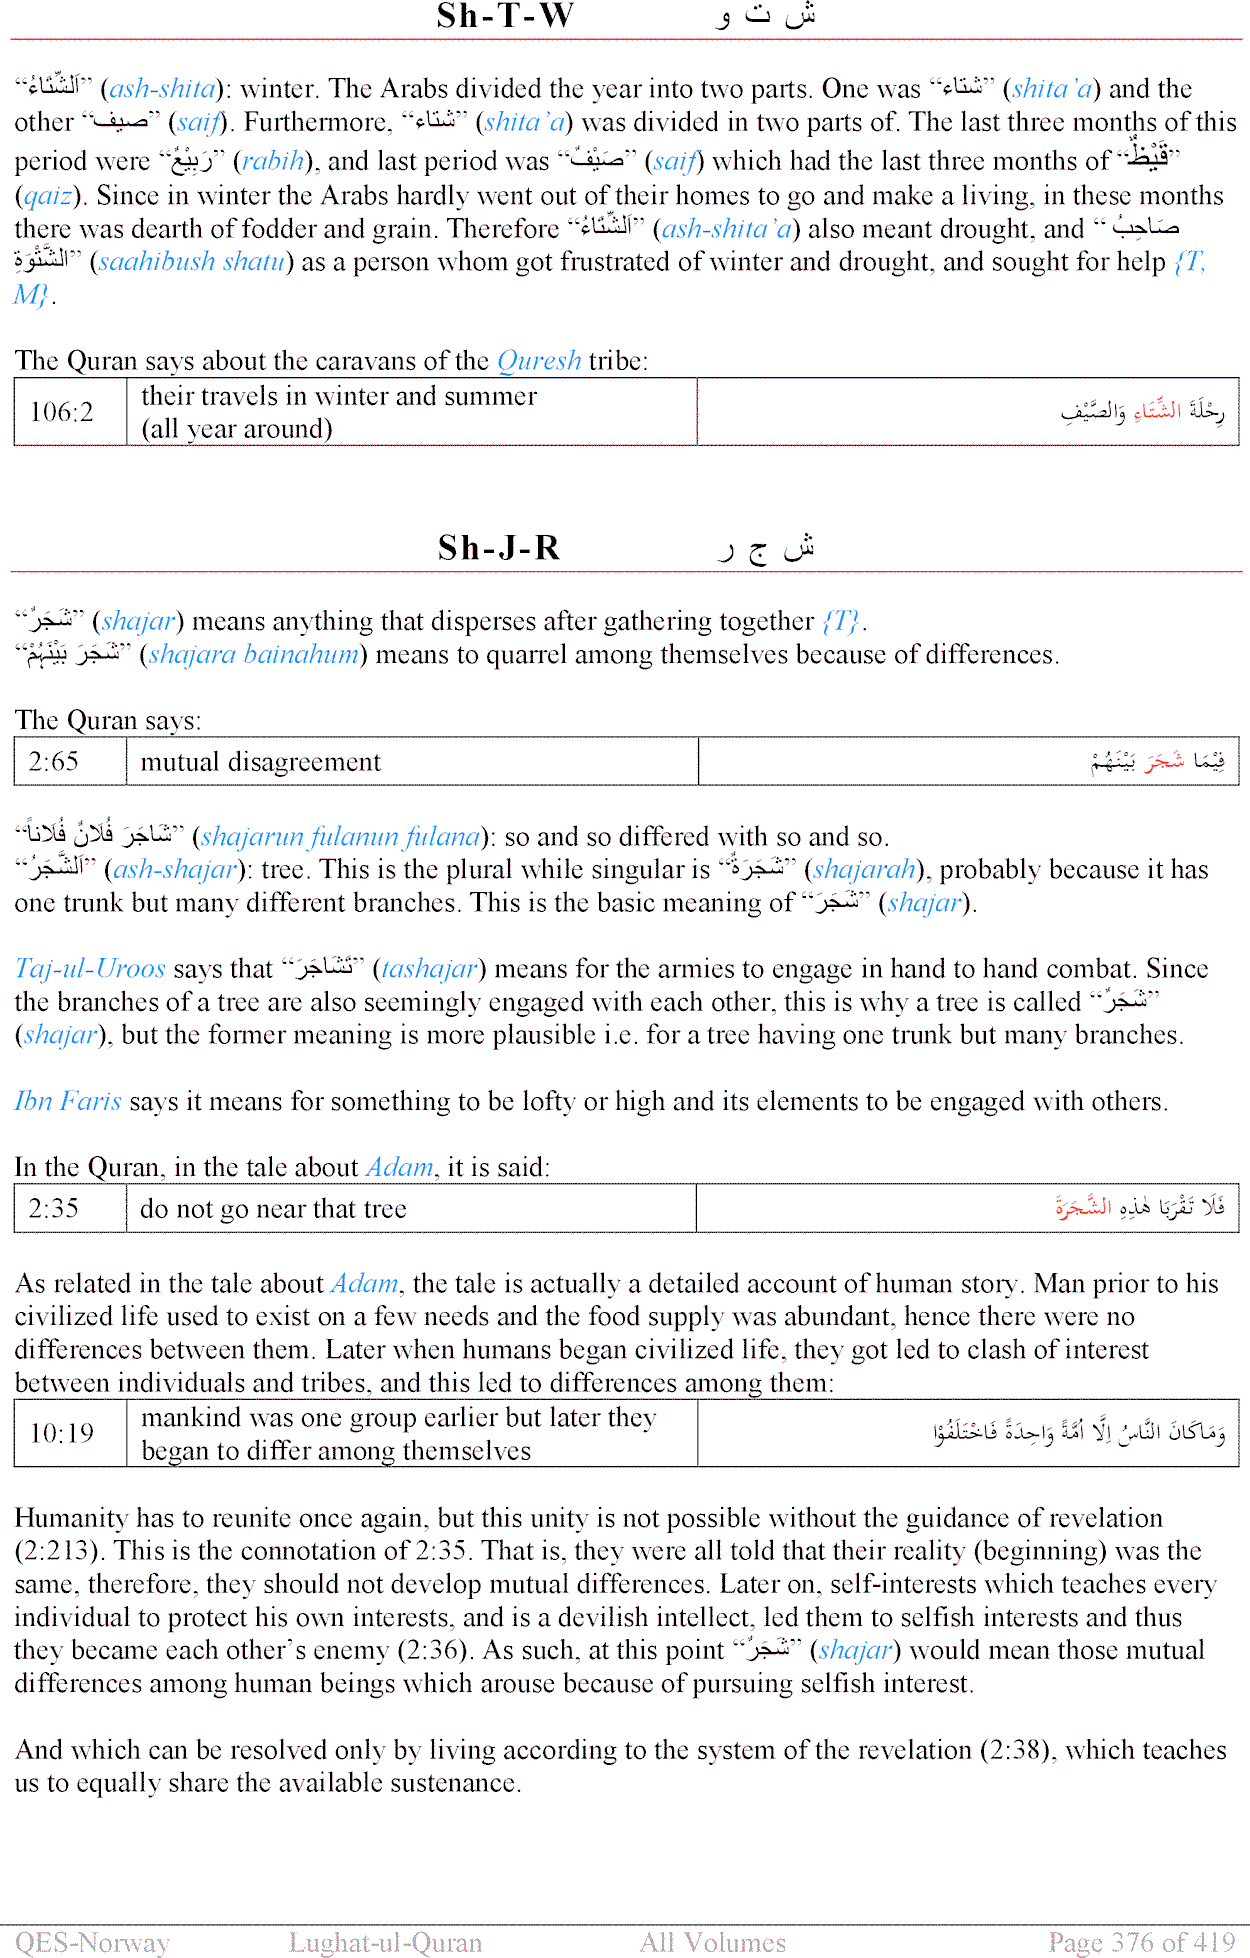 Sh-T-W ش ت و
“اَلشِّتَاءُ” (ash-shita): winter. The Arabs divided the year into two parts. One was “شتاء” (shita’a) and the
other “صيف” (saif). Furthermore, “شتاء” (shita’a) was divided in two parts of. The last three months of this
period were “رَبِيْعٌ” (rabih), and last period was “صَيْفٌ” (saif) which had the last three months of “قَيْظٌ”
(qaiz). Since in winter the Arabs hardly went out of their homes to go and make a living, in these months
there was dearth of fodder and grain. Therefore “اَلشِّتَاءُ” (ash-shita’a) also meant drought, and “صَاحِبُ
الشَّتْوَةِ” (saahibush shatu) as a person whom got frustrated of winter and drought, and sought for help {T,
M}.
The Quran says about the caravans of the Quresh tribe:
106:2 their travels in winter and summer رِحْلَةَ الشِّتَاءِ وَالصَّيْفِ
(all year around)
Sh-J-R ش ج ر
“شَجَرٌ” (shajar) means anything that disperses after gathering together {T}.
“شَجَرَ بَيْنَهُمْ” (shajara bainahum) means to quarrel among themselves because of differences.
The Quran says:
2:65 mutual disagreement فِيْمَا شَجَرَ بَيْنَهُمْ
“شَاجَرَ فُلَانٌ فُلَاناً” (shajarun fulanun fulana): so and so differed with so and so.
“اَلشَّجَرُ” (ash-shajar): tree. This is the plural while singular is “شَجَرَةٌ” (shajarah), probably because it has
one trunk but many different branches. This is the basic meaning of “شَجَرَ” (shajar).
Taj-ul-Uroos says that “تَشَاجَرَ” (tashajar) means for the armies to engage in hand to hand combat. Since
the branches of a tree are also seemingly engaged with each other, this is why a tree is called “شَجَرٌ”
(shajar), but the former meaning is more plausible i.e. for a tree having one trunk but many branches.
Ibn Faris says it means for something to be lofty or high and its elements to be engaged with others.
In the Quran, in the tale about Adam, it is said:
2:35 do not go near that tree فَلَا تَقْرَبَا هٰذِهِ الشَّجَرَةَ
As related in the tale about Adam, the tale is actually a detailed account of human story. Man prior to his
civilized life used to exist on a few needs and the food supply was abundant, hence there were no
differences between them. Later when humans began civilized life, they got led to clash of interest
between individuals and tribes, and this led to differences among them:
10:19 mankind was one group earlier but later they وَمَاكَانَ النَّاسُ اِلَّا اُمَّةً وَاحِدَةً فَاخْتَلَفُوْا
began to differ among themselves
Humanity has to reunite once again, but this unity is not possible without the guidance of revelation
(2:213). This is the connotation of 2:35. That is, they were all told that their reality (beginning) was the
same, therefore, they should not develop mutual differences. Later on, self-interests which teaches every
individual to protect his own interests, and is a devilish intellect, led them to selfish interests and thus
they became each other’s enemy (2:36). As such, at this point “شَجَرٌ” (shajar) would mean those mutual
differences among human beings which arouse because of pursuing selfish interest.
And which can be resolved only by living according to the system of the revelation (2:38), which teaches
us to equally share the available sustenance.
QES-Norway Lughat-ul-Quran All Volumes Page 376 of 419